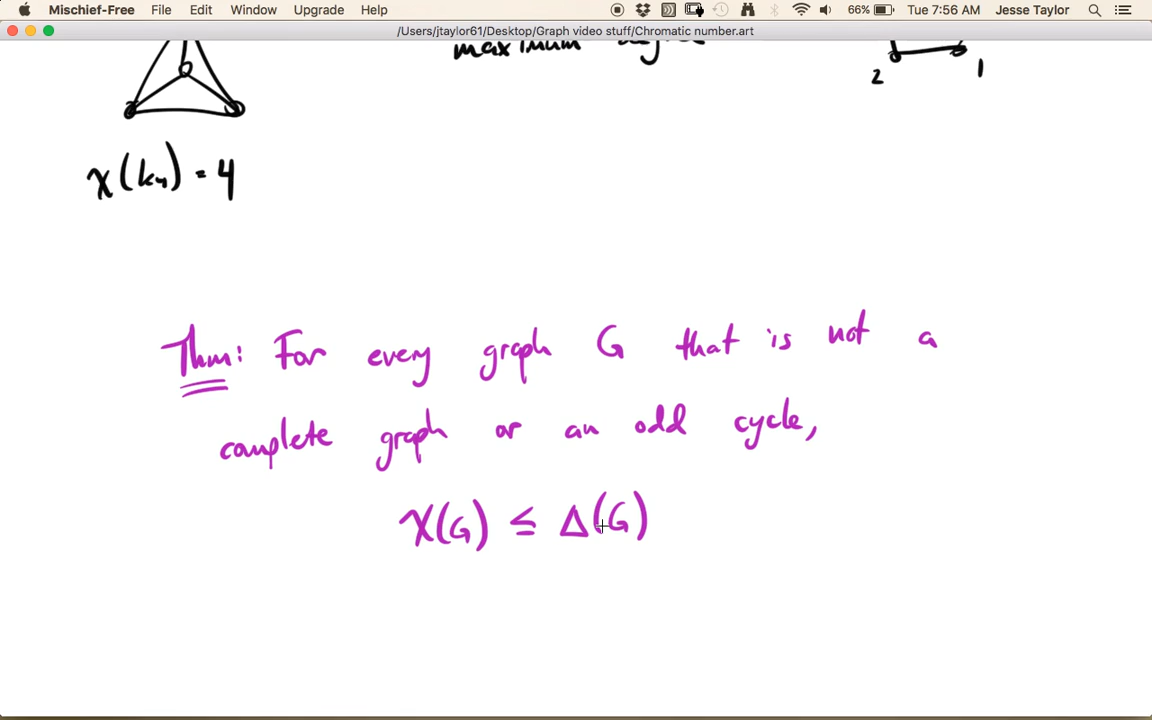 Mischief-Free File Edit Window Upgrade Help 66% Tue 7:56 AM Jesse Taylor
/Users/jtaylor61/Desktop/Graph video stuff/Chromatic number.art
maximum degree
2 1
χ(K4) = 4
Thm: For every graph G that is not a
complete graph or an odd cycle,
χ(G) ≤ Δ(G)